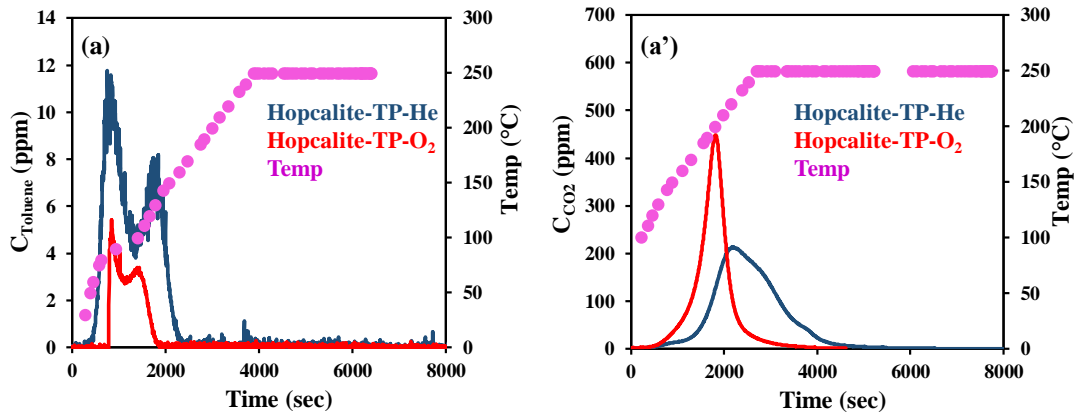 (a)
C_Toluene (ppm)
14
12
10
8
6
4
2
0
Hopcalite-TP-He
Hopcalite-TP-O₂
Temp
300
250
200
150
100
50
0
Temp (°C)
0 2000 4000 6000 8000
Time (sec)
(a')
C_CO2 (ppm)
700
600
500
400
300
200
100
0
Hopcalite-TP-He
Hopcalite-TP-O₂
Temp
300
250
200
150
100
50
0
Temp (°C)
0 2000 4000 6000 8000
Time (sec)